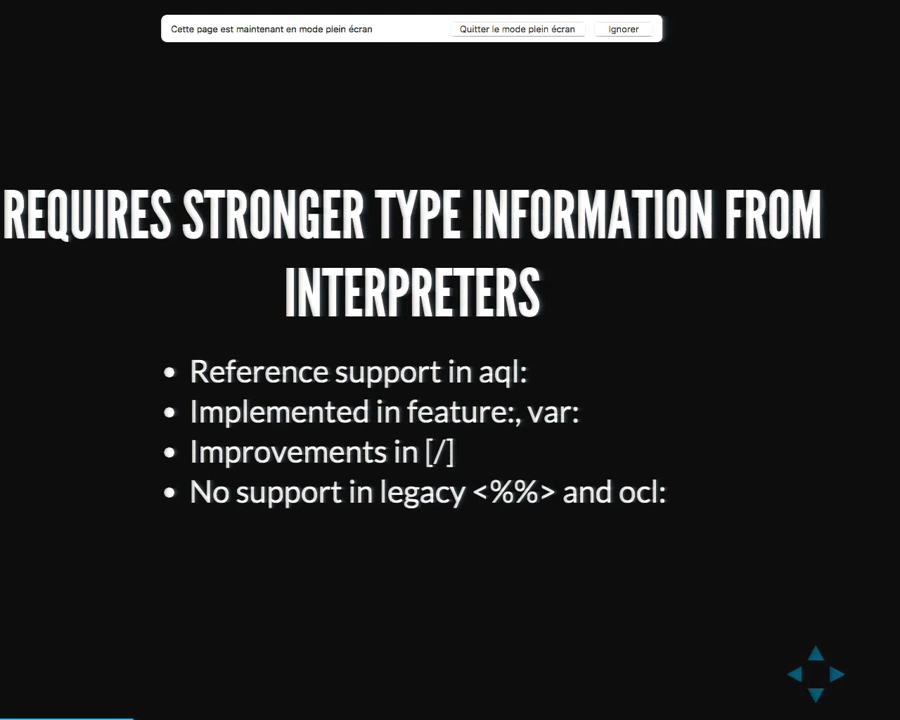 Cette page est maintenant en mode plein écran Quitter le mode plein écran Ignorer
REQUIRES STRONGER TYPE INFORMATION FROM
INTERPRETERS
• Reference support in aql:
• Implemented in feature:, var:
• Improvements in [/]
• No support in legacy <%%> and ocl: